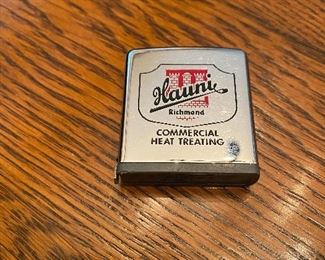 Hauni
Richmond
COMMERCIAL
HEAT TREATING